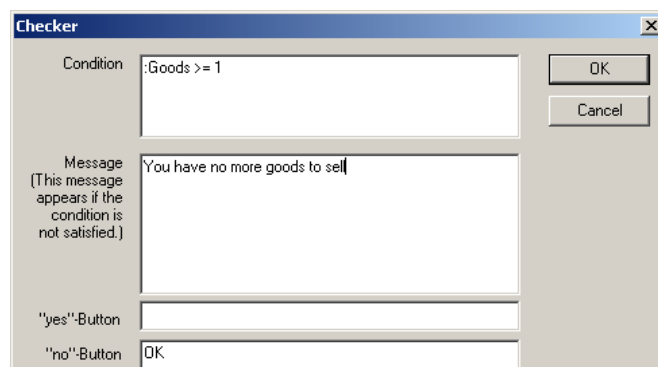 Checker
Condition
:Goods >= 1
OK
Cancel
Message
(This message
appears if the
condition is
not satisfied.)
You have no more goods to sell
"yes"-Button
"no"-Button
OK